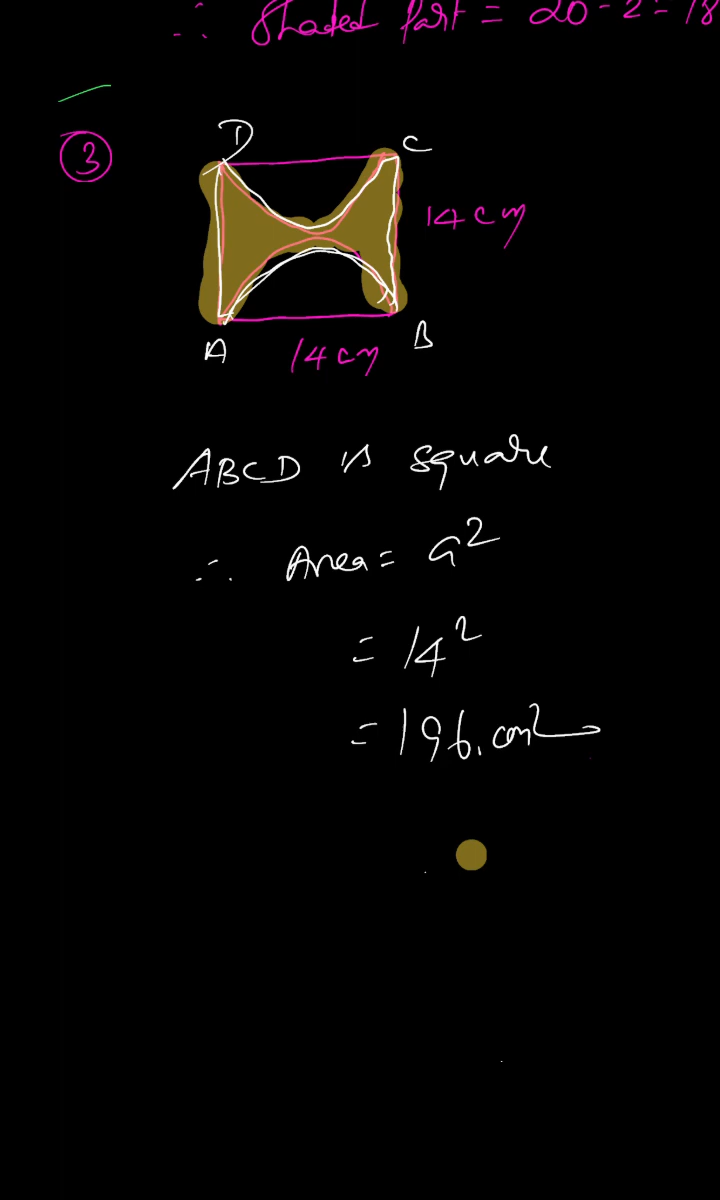 ∴ Shaded part = 20 - 2 = 18
3
D
C
14 cm
A
B
14 cm
ABCD is square
∴ Area = a²
= 14²
= 196.cm²